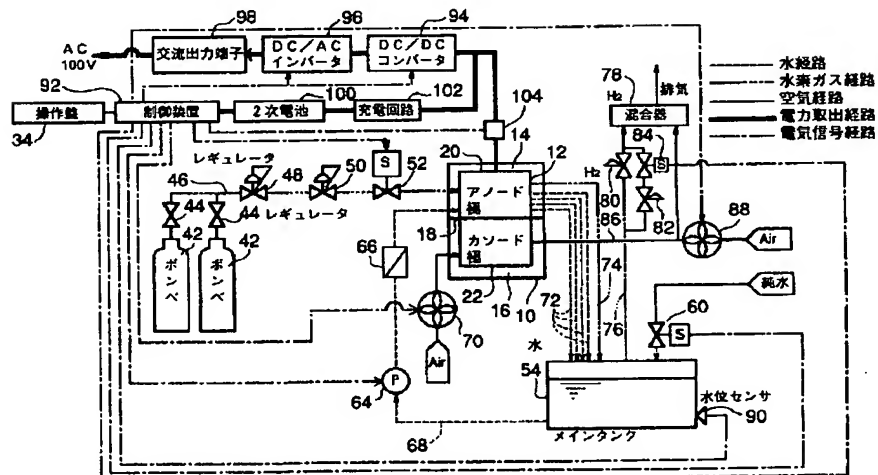 98
96
94
AC
100V
交流出力端子
DC/AC
インバータ
DC/DC
コンバータ
92
100
102
操作盤
制御装置
2次電池
充電回路
34
104
78
排気
H₂
混合器
水経路
水素ガス経路
空気経路
電力取出経路
電気信号経路
レギュレータ
S
20
14
12
84
S
46
48
50
52
H₂
80
44
44
レギュレータ
アノード
極
82
86
88
42
42
18
66
カソード
極
Air
ボンベ
ボンベ
22
74
純水
16
10
72
76
60
S
70
水
Air
54
水位センサ
64
P
90
68
メインタンク